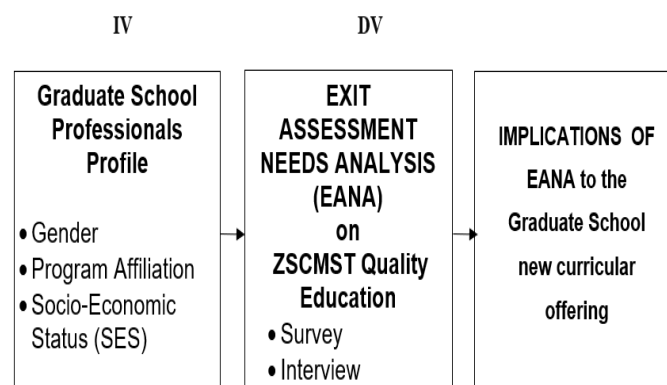 IV
DV
Graduate School
Professionals
Profile
• Gender
• Program Affiliation
• Socio-Economic
Status (SES)
EXIT
ASSESSMENT
NEEDS ANALYSIS
(EANA)
on
ZSCMST Quality
Education
• Survey
• Interview
IMPLICATIONS OF
EANA to the
Graduate School
new curricular
offering